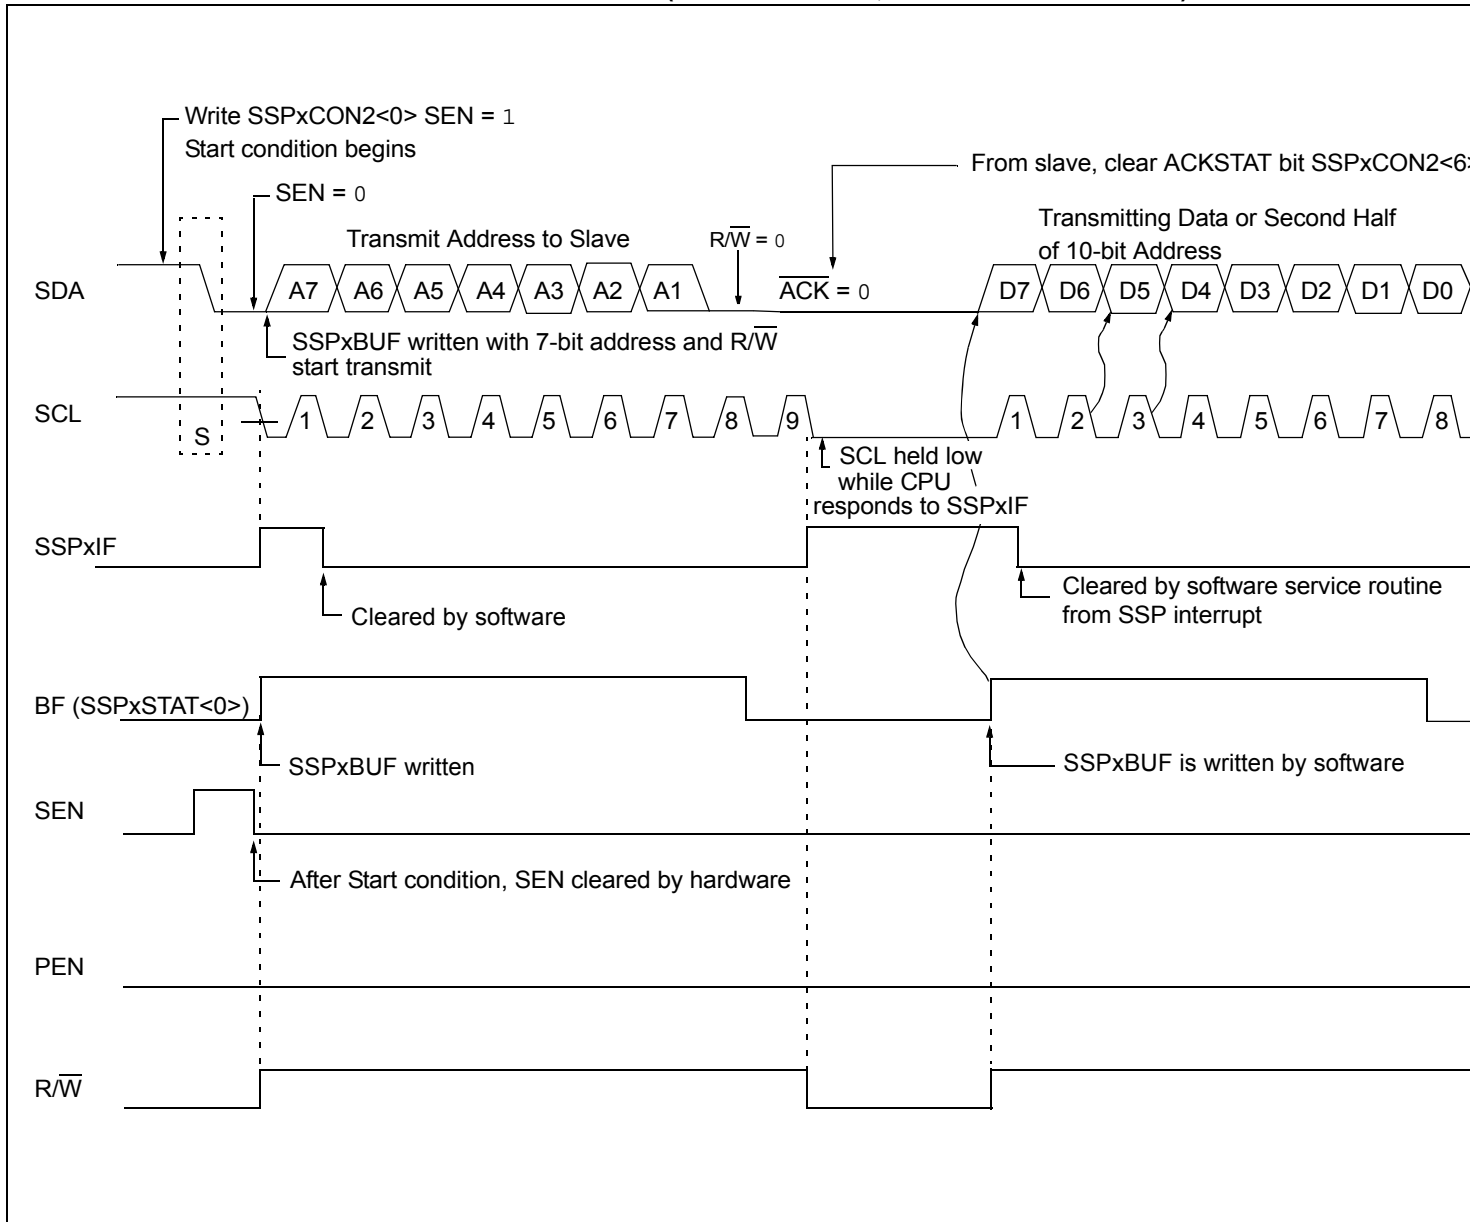 Write SSPxCON2<0> SEN = 1
Start condition begins
From slave, clear ACKSTAT bit SSPxCON2<6>
SEN = 0
Transmitting Data or Second Half
of 10-bit Address
Transmit Address to Slave
R/W̅ = 0
SDA
A7 A6 A5 A4 A3 A2 A1
A̅C̅K̅ = 0
D7 D6 D5 D4 D3 D2 D1 D0
SSPxBUF written with 7-bit address and R/W̅
start transmit
SCL
S
1 2 3 4 5 6 7 8 9
1 2 3 4 5 6 7 8
SCL held low
while CPU
responds to SSPxIF
SSPxIF
Cleared by software
Cleared by software service routine
from SSP interrupt
BF (SSPxSTAT<0>)
SSPxBUF written
SSPxBUF is written by software
SEN
After Start condition, SEN cleared by hardware
PEN
R/W̅